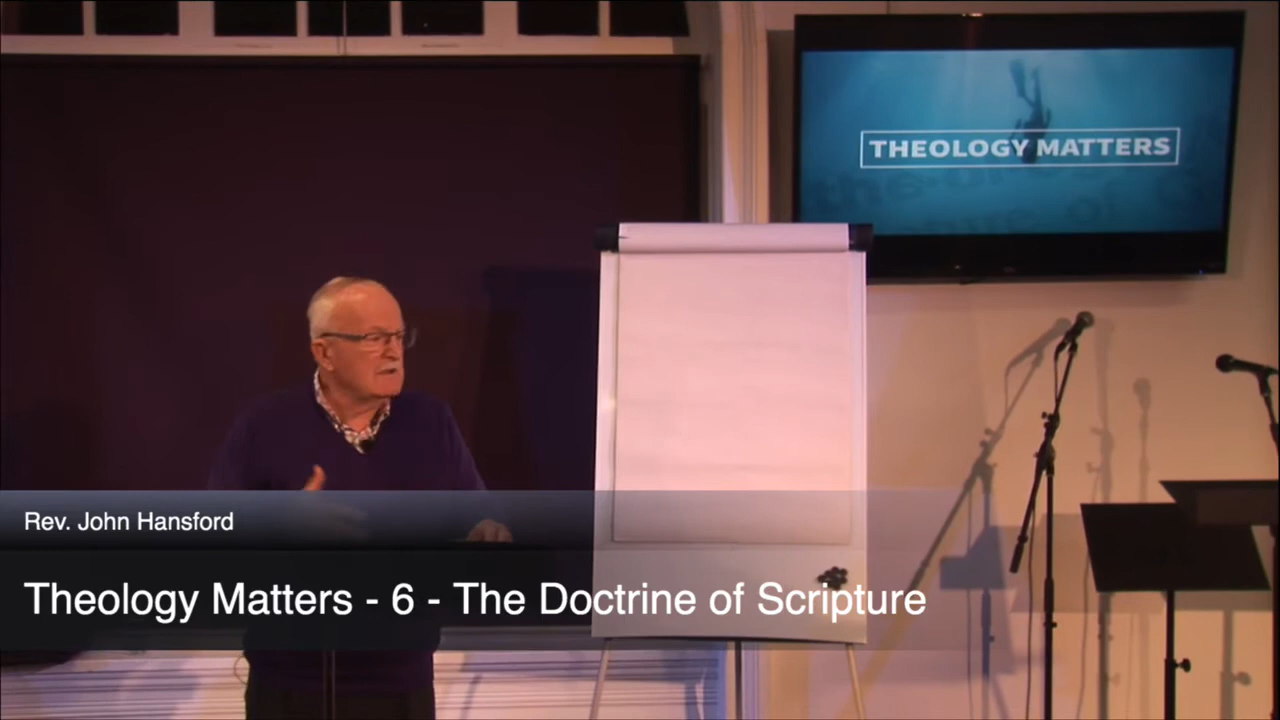 THEOLOGY MATTERS
Rev. John Hansford
Theology Matters - 6 - The Doctrine of Scripture